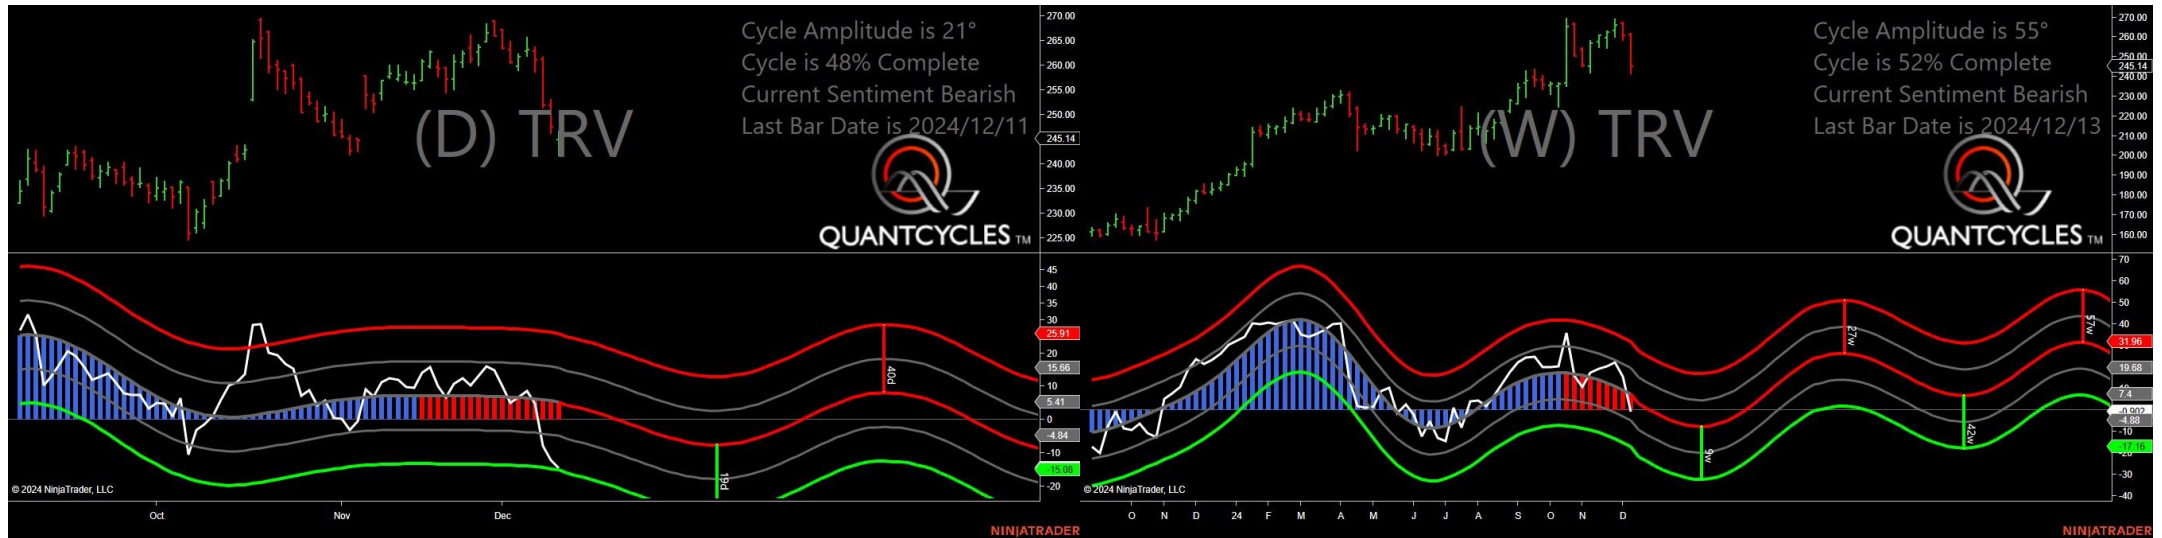 270.00
265.00
260.00
255.00
250.00
245.14
240.00
235.00
230.00
225.00
Cycle Amplitude is 21°
Cycle is 48% Complete
Current Sentiment Bearish
Last Bar Date is 2024/12/11
(D) TRV
QUANTCYCLES TM
45
40
35
30
25.91
20
15.66
10
5.41
0
-4.84
-10
-15.08
-20
40d
19d
© 2024 NinjaTrader, LLC
Oct Nov Dec
NINJATRADER
270.00
260.00
250.00
245.14
240.00
230.00
220.00
210.00
200.00
190.00
180.00
170.00
160.00
Cycle Amplitude is 55°
Cycle is 52% Complete
Current Sentiment Bearish
Last Bar Date is 2024/12/13
(W) TRV
QUANTCYCLES TM
70
60
50
40
31.96
19.68
7.4
-0.902
-4.88
-10
-17.16
-30
-40
27w
57w
9w
42w
© 2024 NinjaTrader, LLC
O N D 24 F M A M J J A S O N D
NINJATRADER